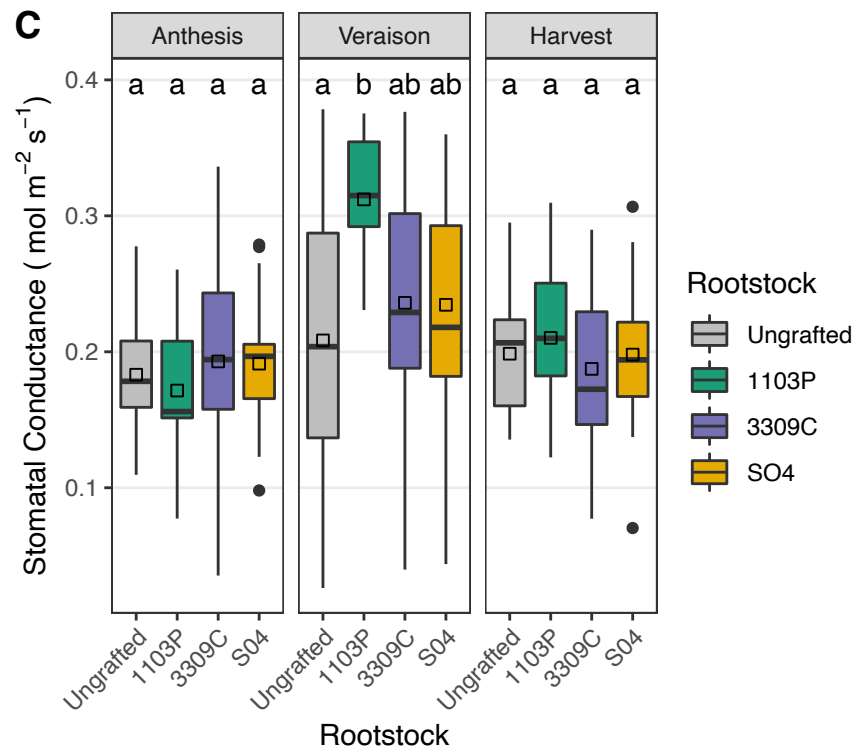 C
Anthesis Veraison Harvest
a a a a a b ab ab a a a a
Stomatal Conductance ( mol m⁻² s⁻¹)
0.4
0.3
0.2
0.1
Ungrafted 1103P 3309C S04 Ungrafted 1103P 3309C S04 Ungrafted 1103P 3309C S04
Rootstock
Rootstock
Ungrafted
1103P
3309C
SO4